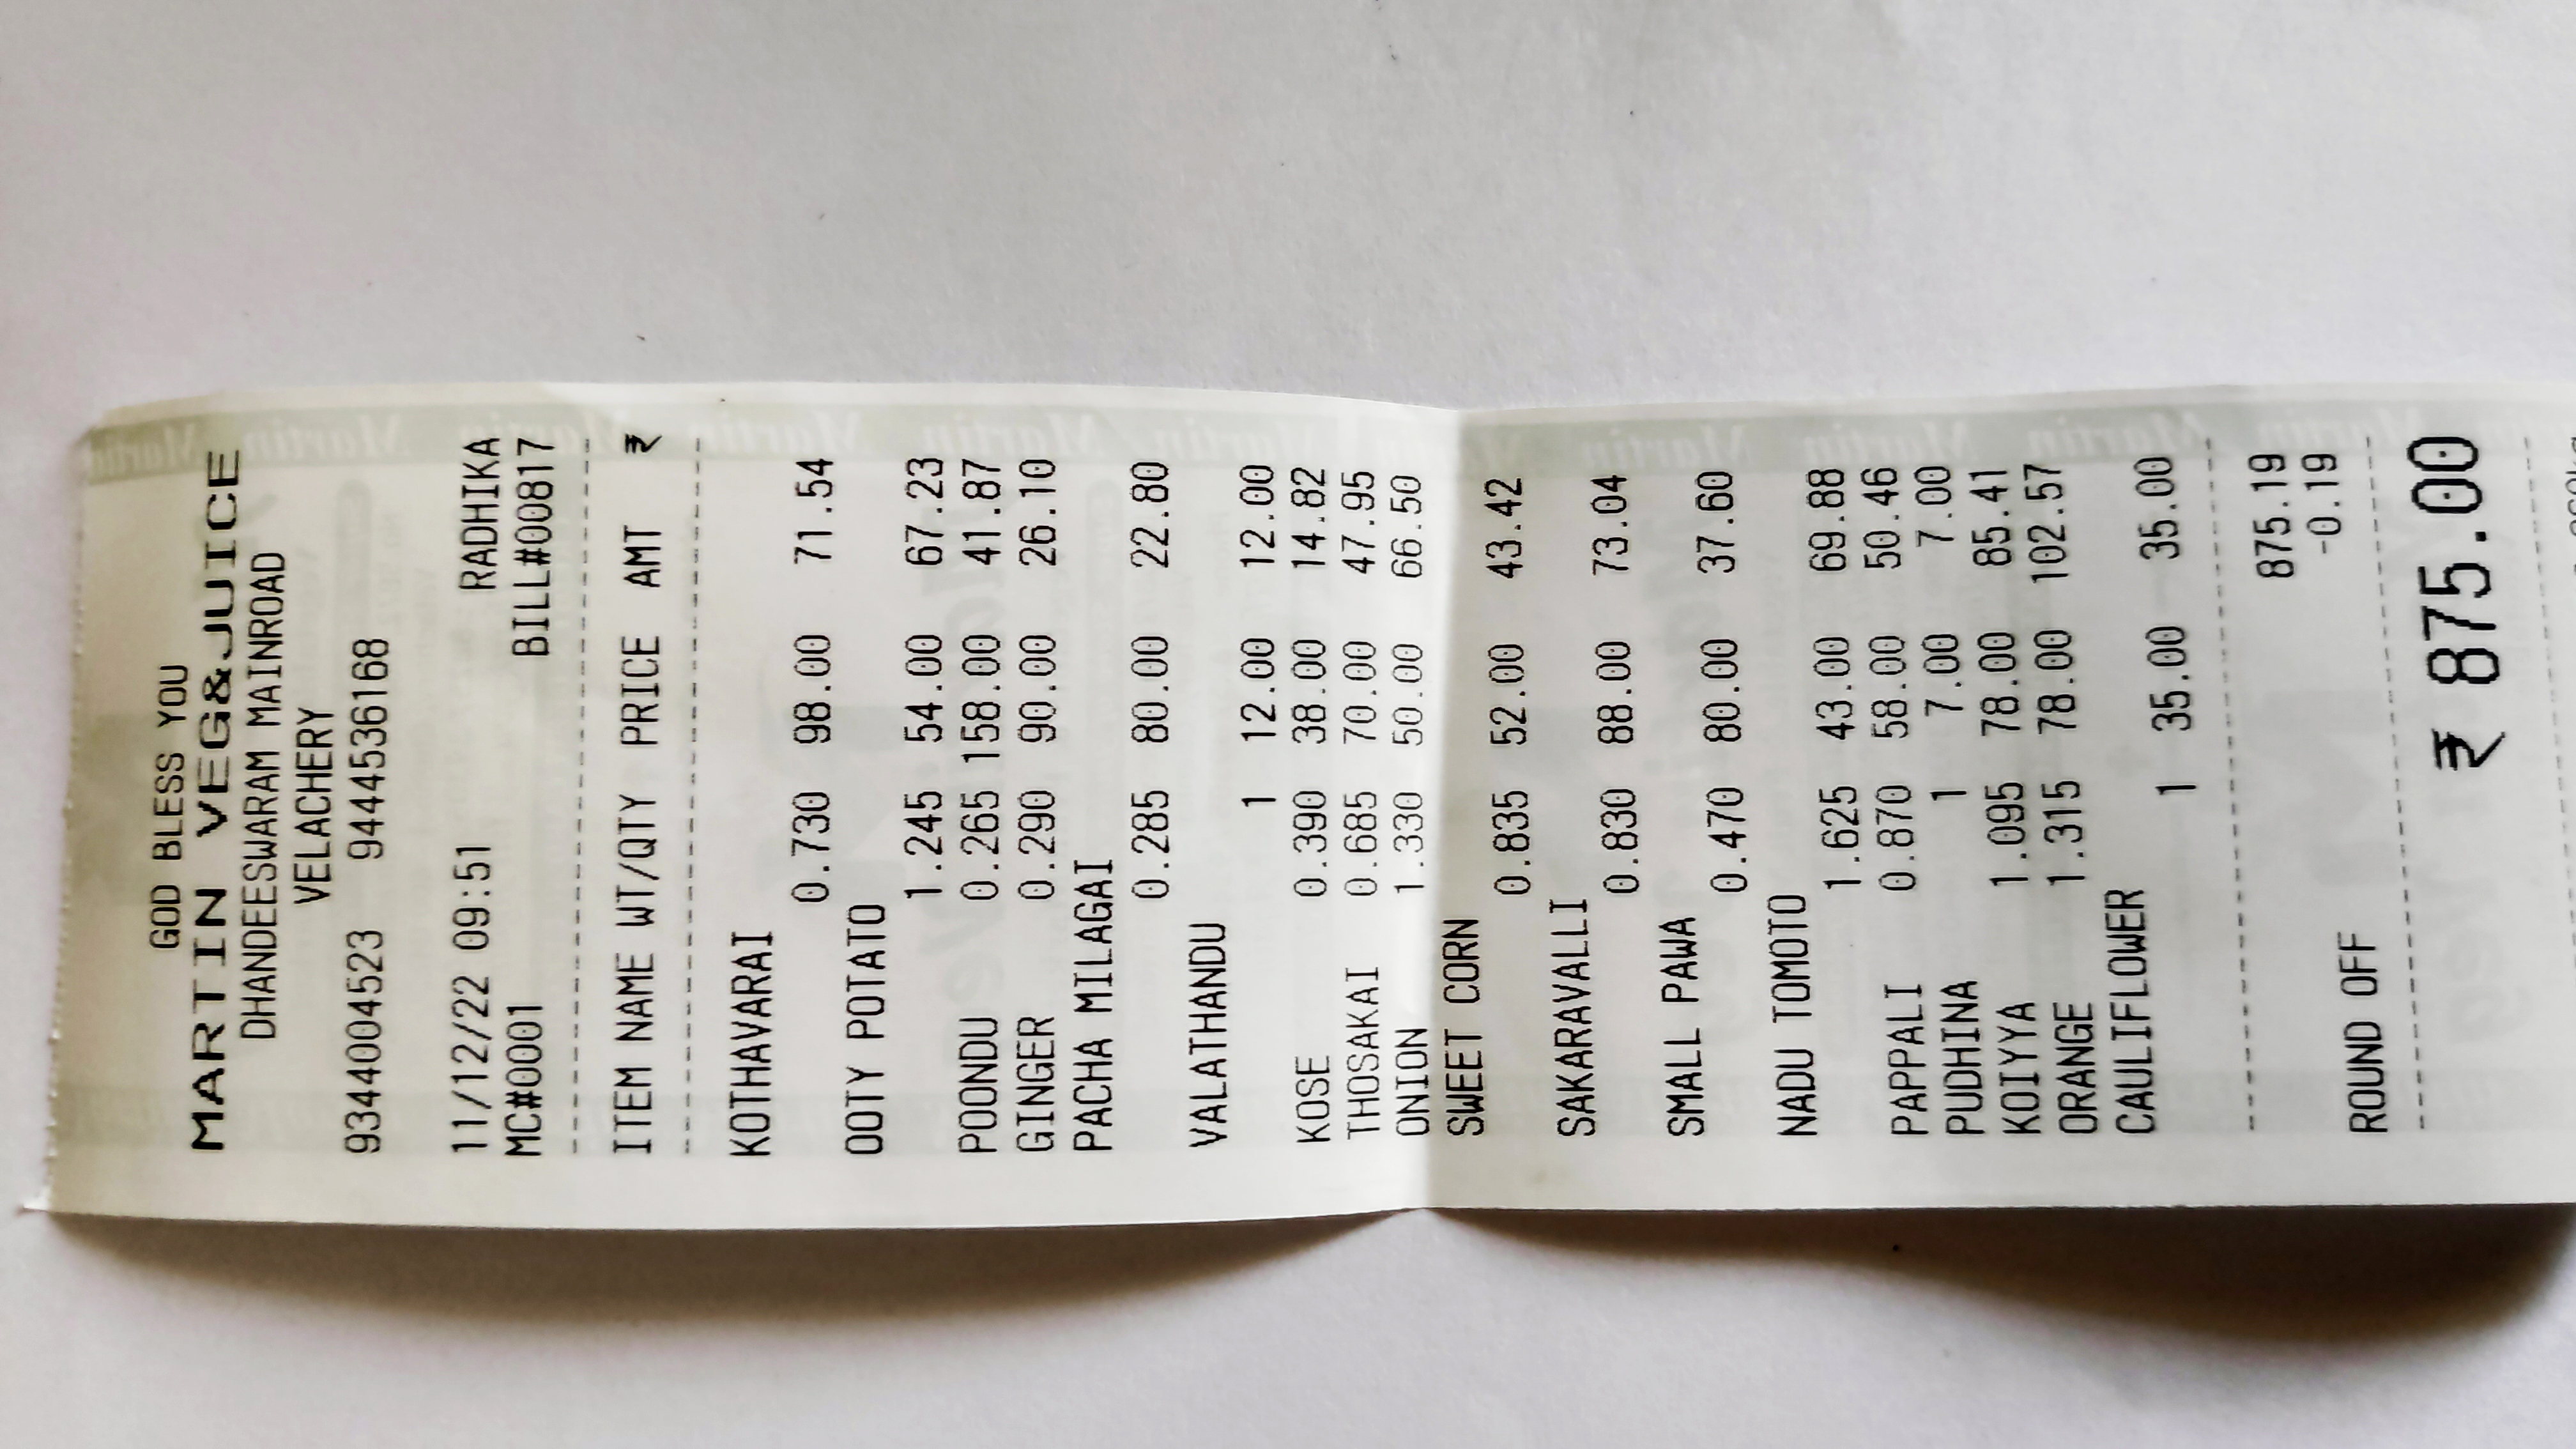 GOD BLESS YOU
MARTIN VEG&JUICE
DHANDEESWARAM MAINROAD
VELACHERY
9344004523 9444536168
11/12/22 09:51 RADHIKA
MC#0001 BILL#00817
ITEM NAME WT/QTY PRICE AMT ₹
KOTHAVARAI
0.730 98.00 71.54
OOTY POTATO
1.245 54.00 67.23
POONDU 0.265 158.00 41.87
GINGER 0.290 90.00 26.10
PACHA MILAGAI
0.285 80.00 22.80
VALATHANDU
1 12.00 12.00
KOSE 0.390 38.00 14.82
THOSAKAI 0.685 70.00 47.95
ONION 1.330 50.00 66.50
SWEET CORN
0.835 52.00 43.42
SAKARAVALLI
0.830 88.00 73.04
SMALL PAWA
0.470 80.00 37.60
NADU TOMOTO
1.625 43.00 69.88
PAPPALI 0.870 58.00 50.46
PUDHINA 1 7.00 7.00
KOIYYA 1.095 78.00 85.41
ORANGE 1.315 78.00 102.57
CAULIFLOWER
1 35.00 35.00
875.19
ROUND OFF -0.19
₹ 875.00